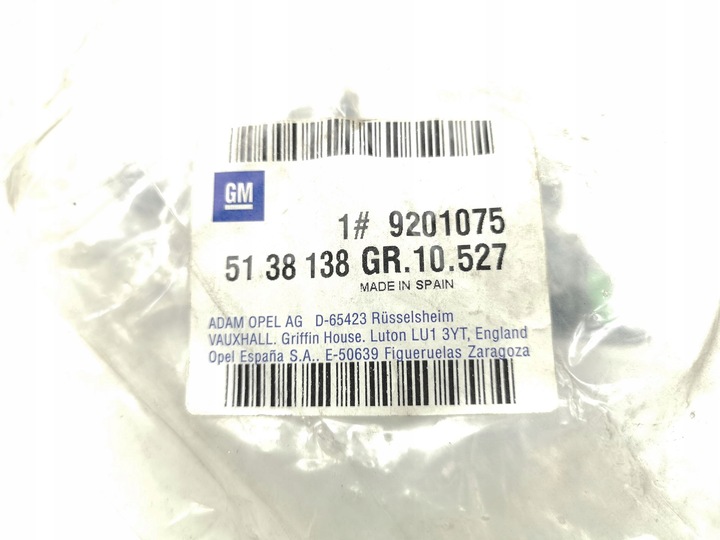 GM
1# 9201075
51 38 138 GR.10.527
MADE IN SPAIN
ADAM OPEL AG D-65423 Rüsselsheim
VAUXHALL. Griffin House. Luton LU1 3YT, England
Opel España S.A., E-50639 Figueruelas Zaragoza